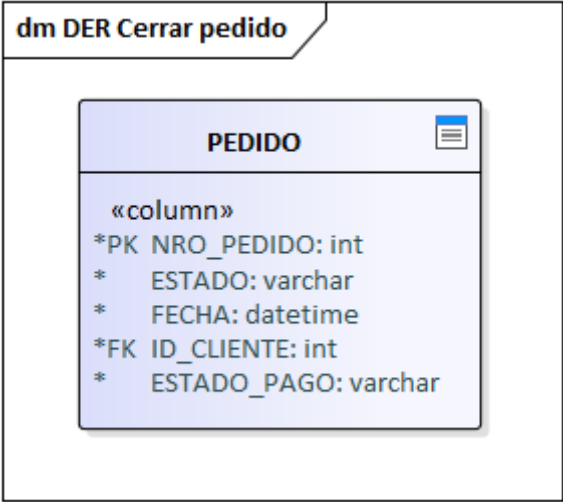 dm DER Cerrar pedido
PEDIDO
«column»
*PK NRO_PEDIDO: int
* ESTADO: varchar
* FECHA: datetime
*FK ID_CLIENTE: int
* ESTADO_PAGO: varchar